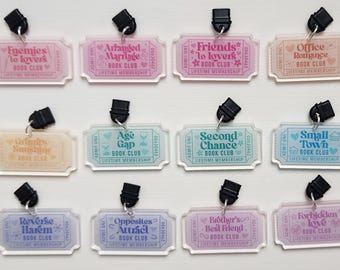 Enemies
to lovers
BOOK CLUB
LIFETIME MEMBERSHIP
Arranged
Marriage
BOOK CLUB
LIFETIME MEMBERSHIP
Friends
to lovers
BOOK CLUB
LIFETIME MEMBERSHIP
Office
Romance
BOOK CLUB
LIFETIME MEMBERSHIP
Grumpy
Sunshine
BOOK CLUB
LIFETIME MEMBERSHIP
Age
Gap
BOOK CLUB
LIFETIME MEMBERSHIP
Second
Chance
BOOK CLUB
LIFETIME MEMBERSHIP
Small
Town
BOOK CLUB
LIFETIME MEMBERSHIP
Reverse
Harem
BOOK CLUB
LIFETIME MEMBERSHIP
Opposites
Attract
BOOK CLUB
LIFETIME MEMBERSHIP
Brother's
Best Friend
BOOK CLUB
LIFETIME MEMBERSHIP
Forbidden
love
BOOK CLUB
LIFETIME MEMBERSHIP